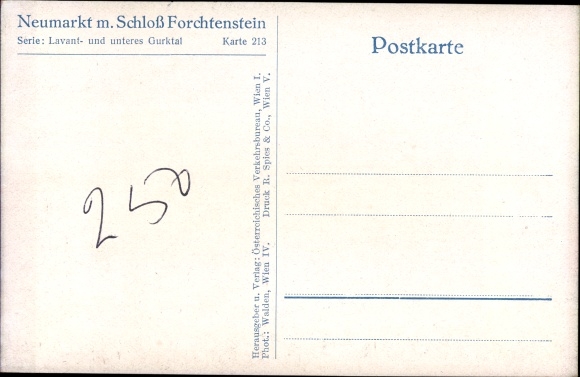 Neumarkt m. Schloß Forchtenstein
Serie: Lavant- und unteres Gurktal Karte 213
Postkarte
250
Herausgeber u. Verlag: Österreichisches Verkehrsbureau, Wien I.
Phot.: Walden, Wien IV. Druck R. Spies & Co., Wien V.